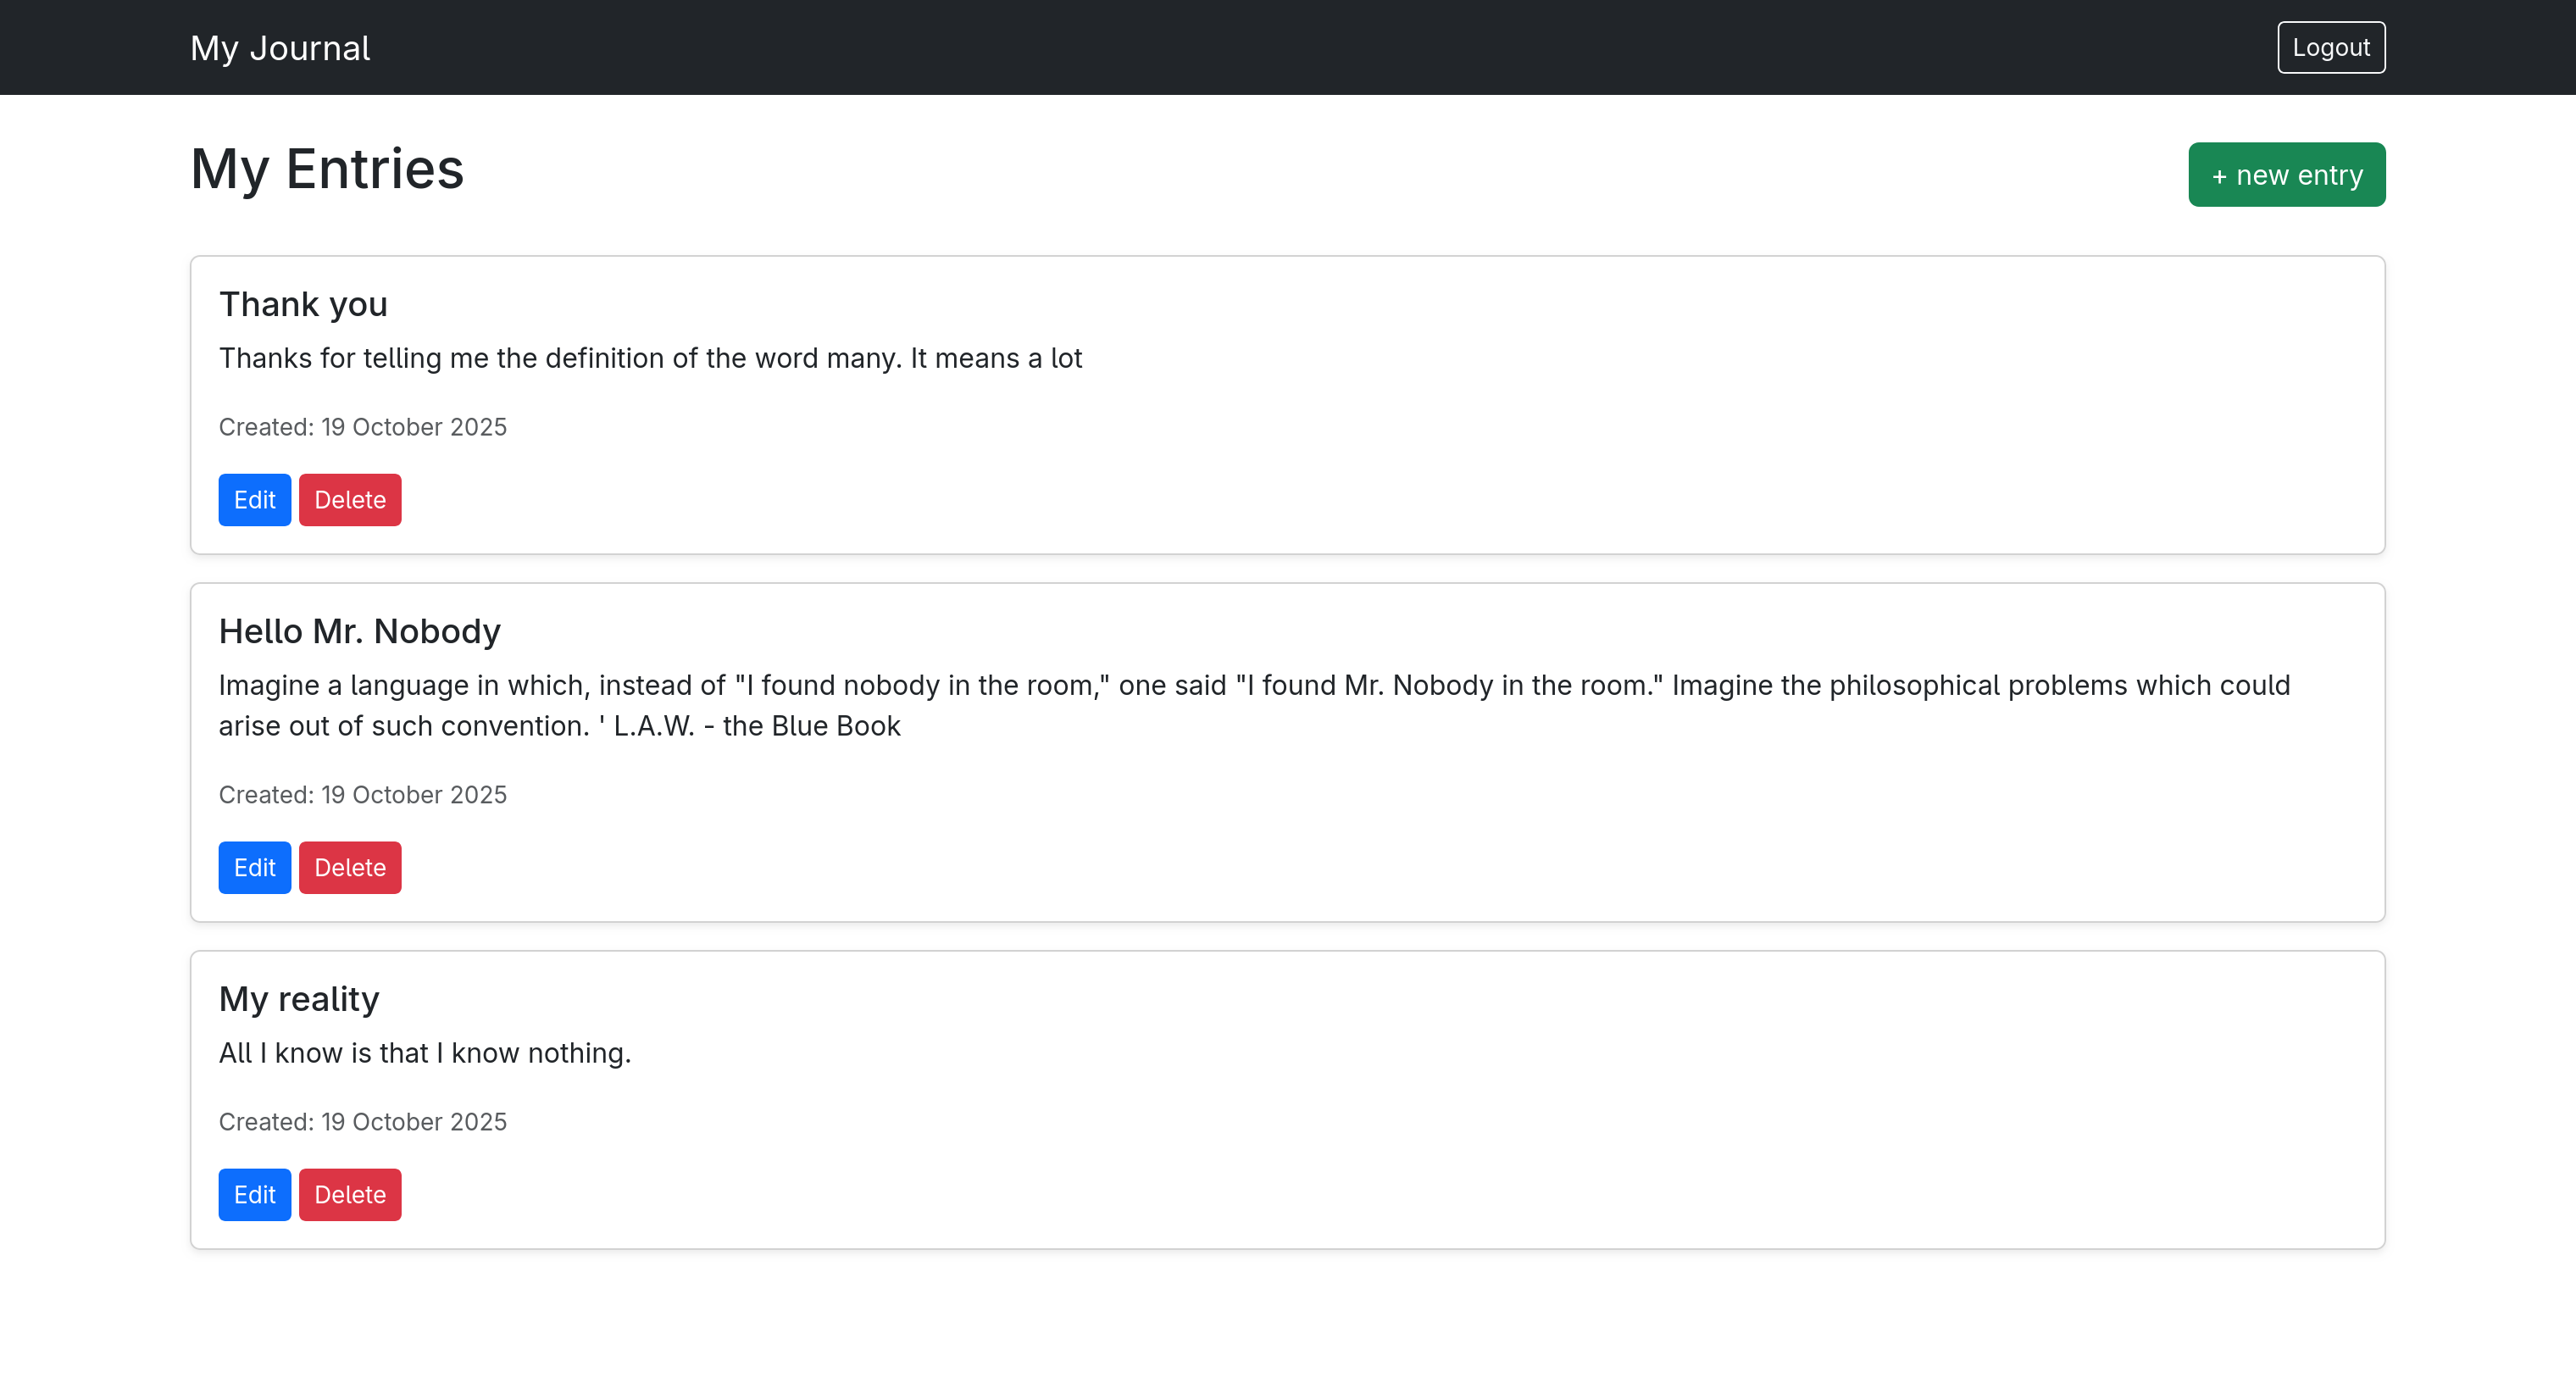 My Journal
Logout
My Entries
+ new entry
Thank you
Thanks for telling me the definition of the word many. It means a lot
Created: 19 October 2025
Edit Delete
Hello Mr. Nobody
Imagine a language in which, instead of "I found nobody in the room," one said "I found Mr. Nobody in the room." Imagine the philosophical problems which could
arise out of such convention. ' L.A.W. - the Blue Book
Created: 19 October 2025
Edit Delete
My reality
All I know is that I know nothing.
Created: 19 October 2025
Edit Delete